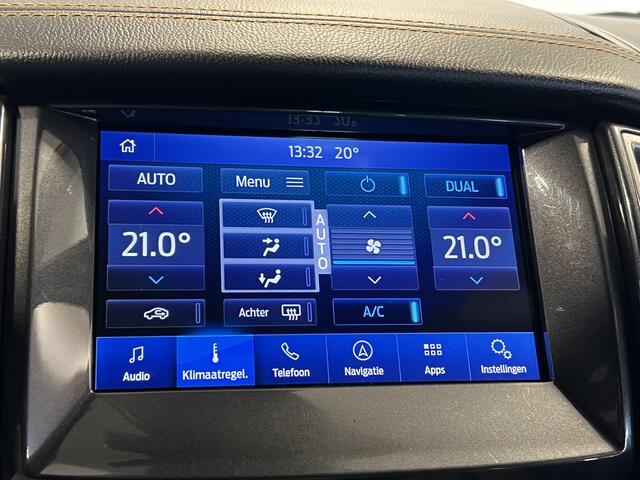 13:32 20°
AUTO Menu DUAL
21.0° AUTO 21.0°
Achter A/C
Audio Klimaatregel. Telefoon Navigatie Apps Instellingen